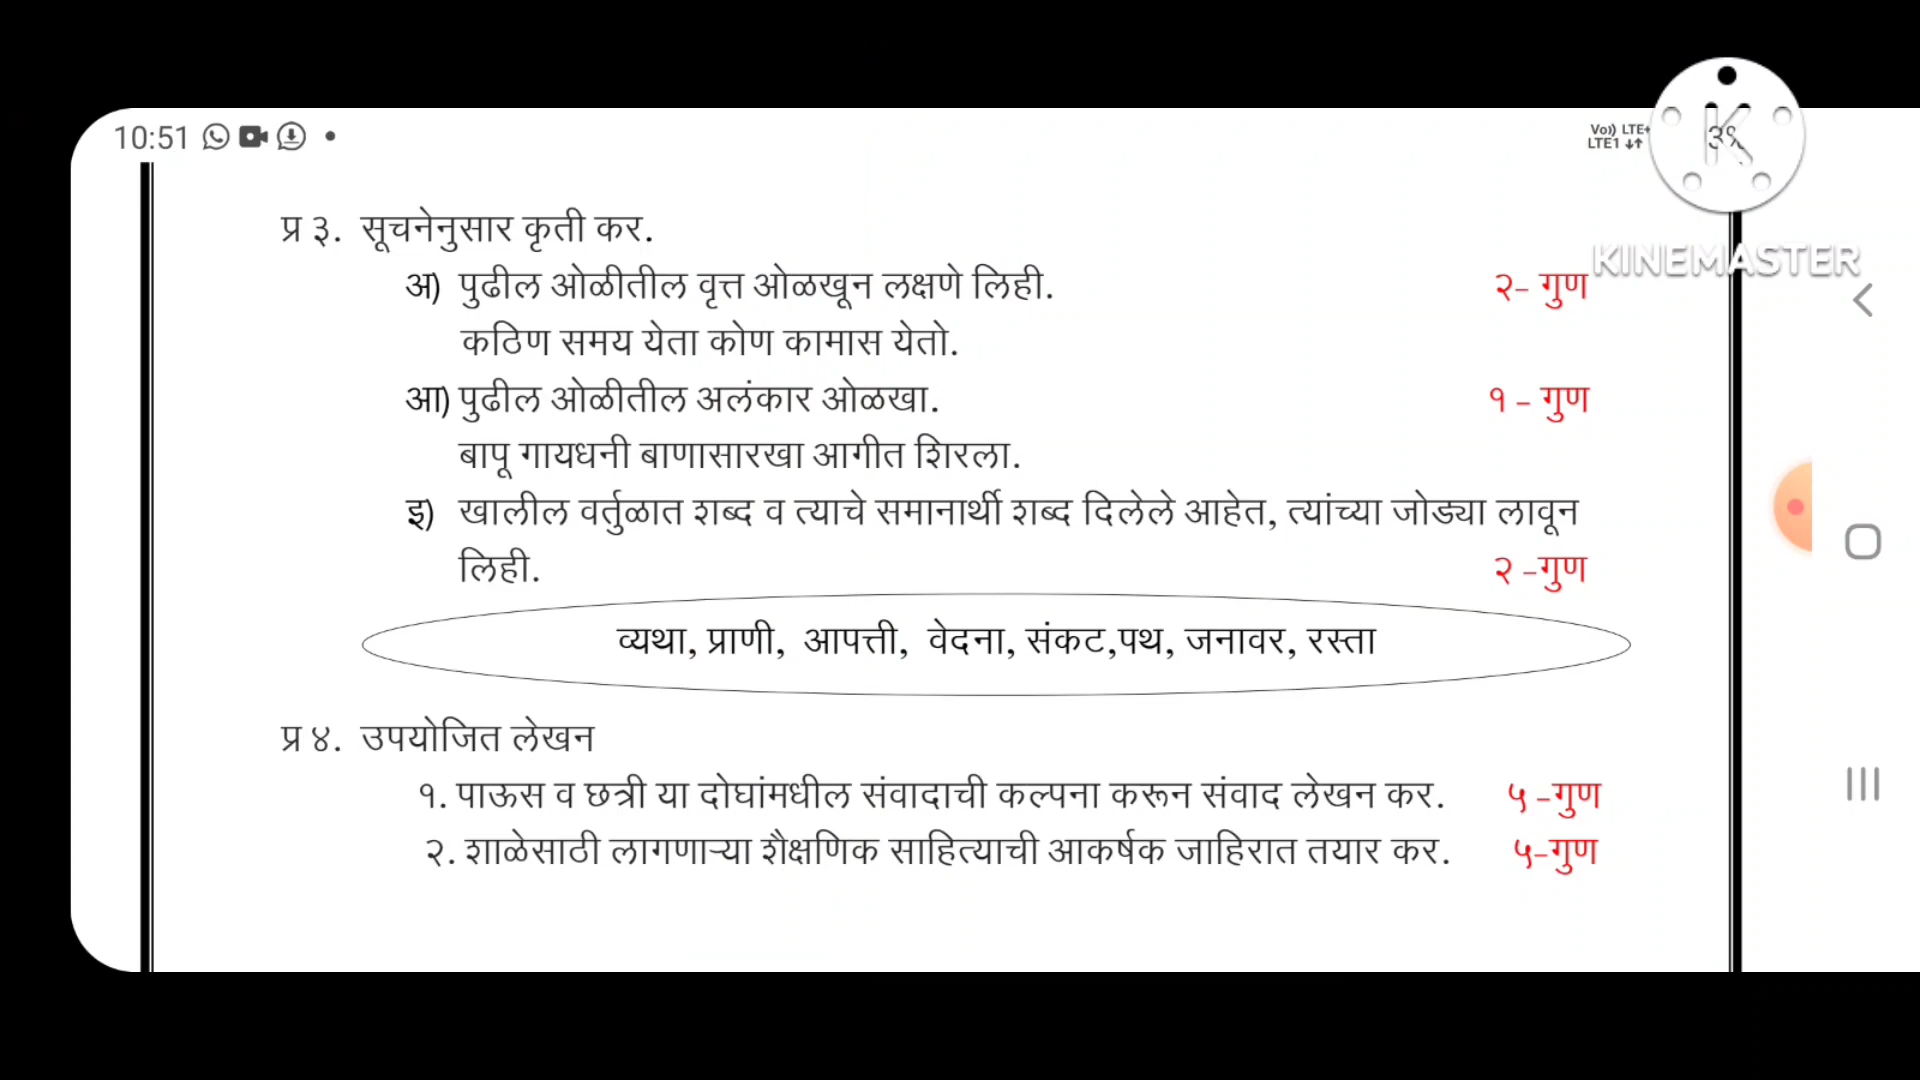 10:51
Vo)) LTE+
LTE1 ↓↑
3%
KINEMASTER
प्र ३. सूचनेनुसार कृती कर.
अ) पुढील ओळीतील वृत्त ओळखून लक्षणे लिही. २- गुण
कठिण समय येता कोण कामास येतो.
आ) पुढील ओळीतील अलंकार ओळखा. १ - गुण
बापू गायधनी बाणासारखा आगीत शिरला.
इ) खालील वर्तुळात शब्द व त्याचे समानार्थी शब्द दिलेले आहेत, त्यांच्या जोड्या लावून
लिही. २ -गुण
व्यथा, प्राणी, आपत्ती, वेदना, संकट,पथ, जनावर, रस्ता
प्र ४. उपयोजित लेखन
१. पाऊस व छत्री या दोघांमधील संवादाची कल्पना करून संवाद लेखन कर. ५ -गुण
२. शाळेसाठी लागणाऱ्या शैक्षणिक साहित्याची आकर्षक जाहिरात तयार कर. ५-गुण